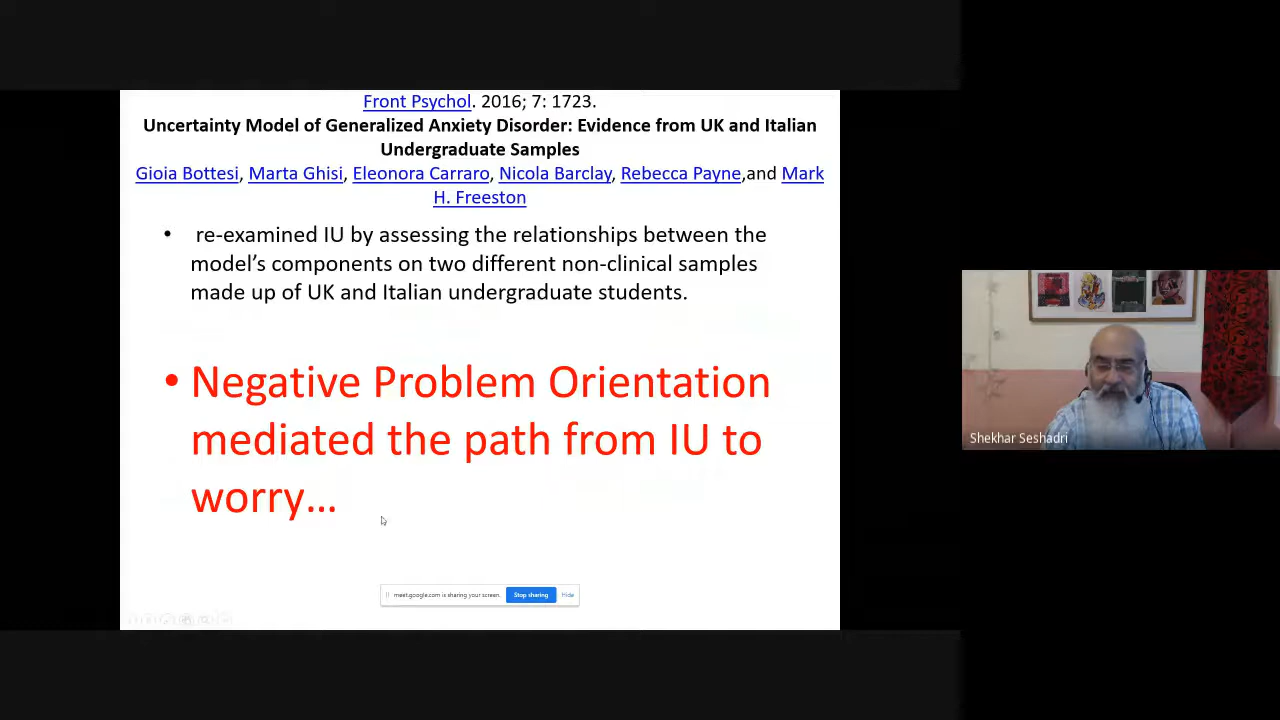 Front Psychol. 2016; 7: 1723.
Uncertainty Model of Generalized Anxiety Disorder: Evidence from UK and Italian
Undergraduate Samples
Gioia Bottesi, Marta Ghisi, Eleonora Carraro, Nicola Barclay, Rebecca Payne,and Mark
H. Freeston
• re-examined IU by assessing the relationships between the
model’s components on two different non-clinical samples
made up of UK and Italian undergraduate students.
• Negative Problem Orientation
mediated the path from IU to
worry…
meet.google.com is sharing your screen. Stop sharing Hide
Shekhar Seshadri